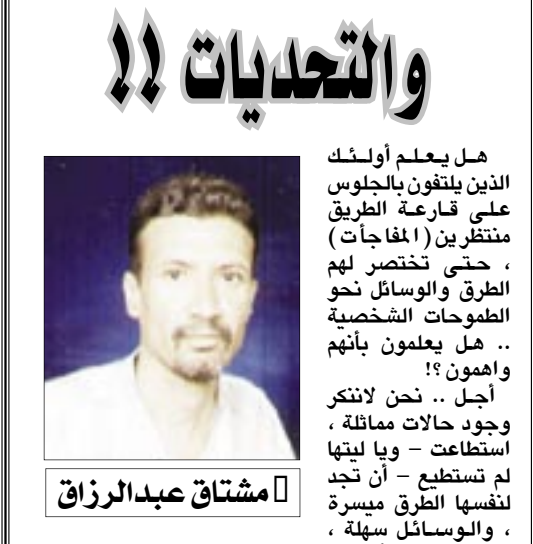 والتحديات !!
هل يعلم أولئك
الذين يلتفون بالجلوس
على قارعة الطريق
منتظرين ( المفاجأت )
، حتى تختصر لهم
الطرق والوسائل نحو
الطموحات الشخصية
.. هل يعلمون بأنهم
واهمون ؟!
أجل .. نحن لاننكر
وجود حالات مماثلة ،
استطاعت – ويا ليتها
لم تستطيع – أن تجد
لنفسها الطرق ميسرة
، والوسائل سهلة ،
مشتاق عبدالرزاق